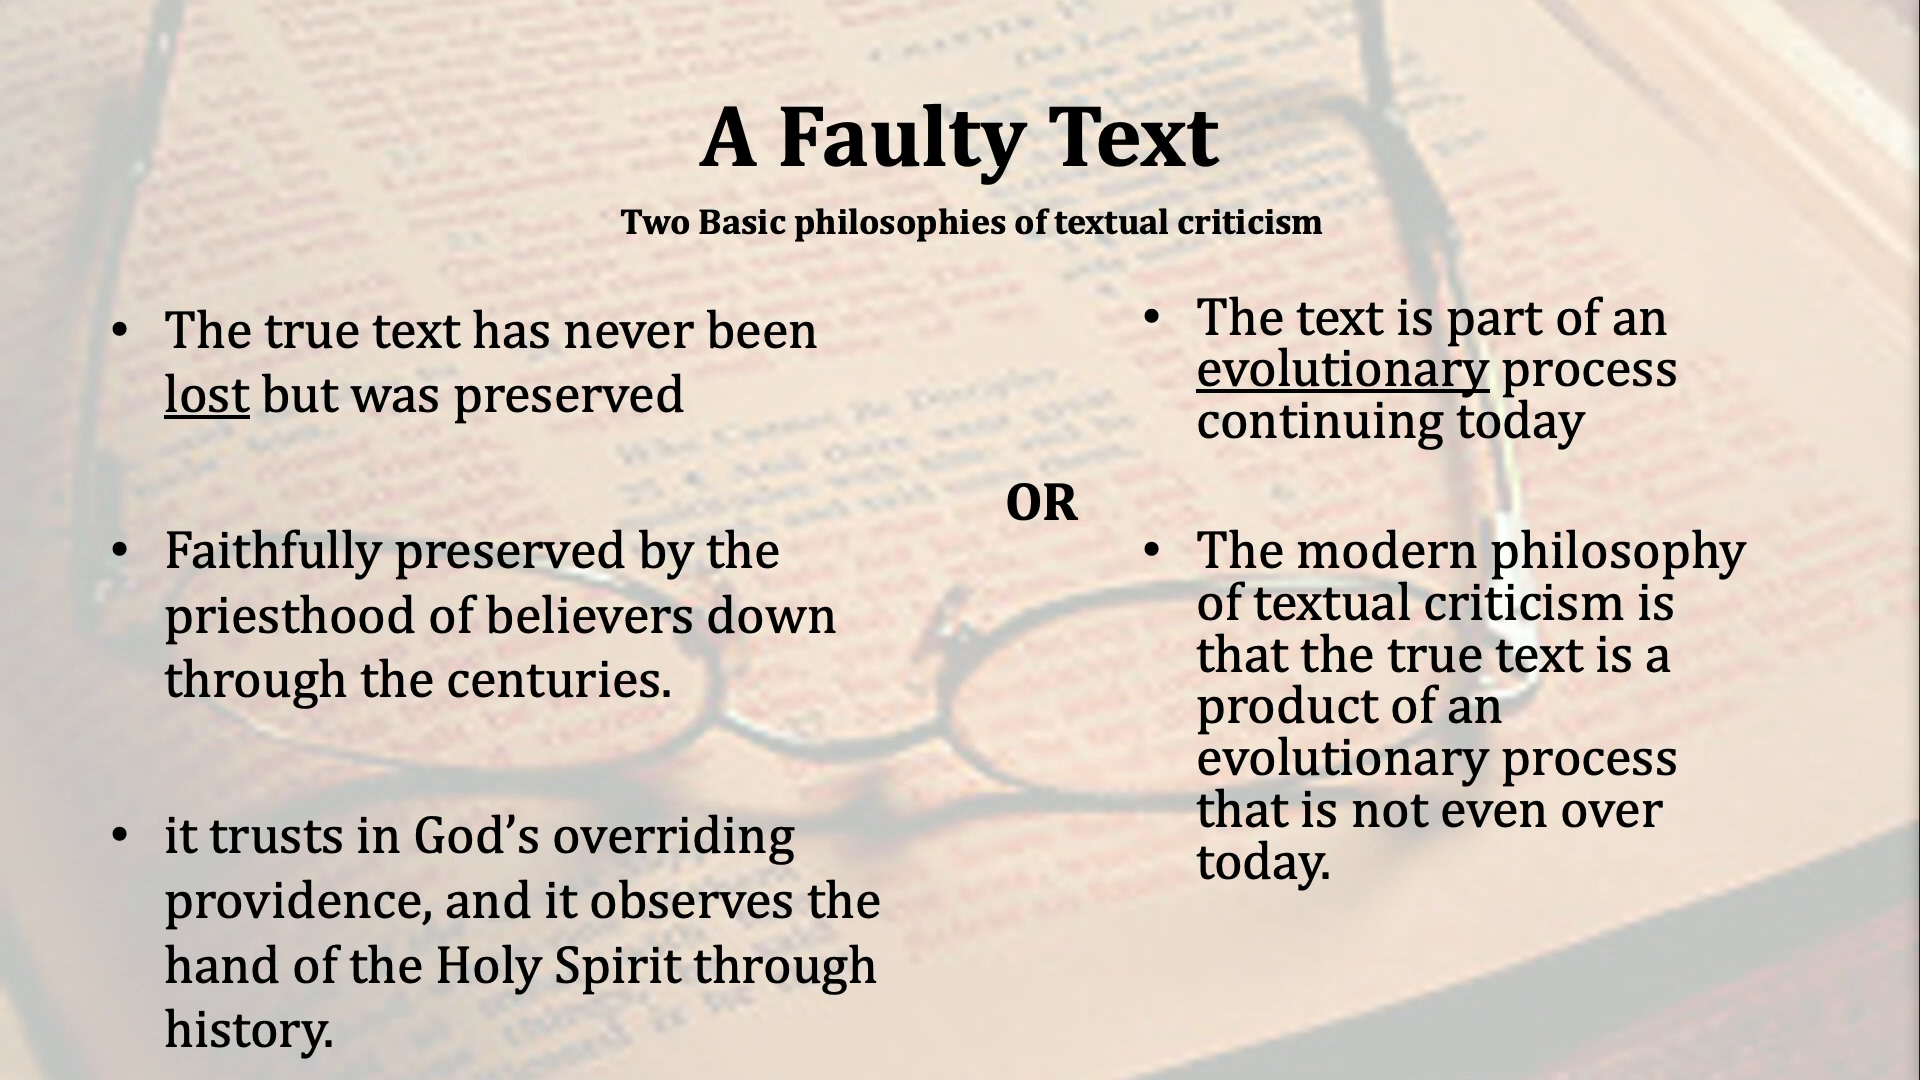 A Faulty Text
Two Basic philosophies of textual criticism
• The true text has never been
lost but was preserved
• Faithfully preserved by the
priesthood of believers down
through the centuries.
• it trusts in God’s overriding
providence, and it observes the
hand of the Holy Spirit through
history.
OR
• The text is part of an
evolutionary process
continuing today
• The modern philosophy
of textual criticism is
that the true text is a
product of an
evolutionary process
that is not even over
today.